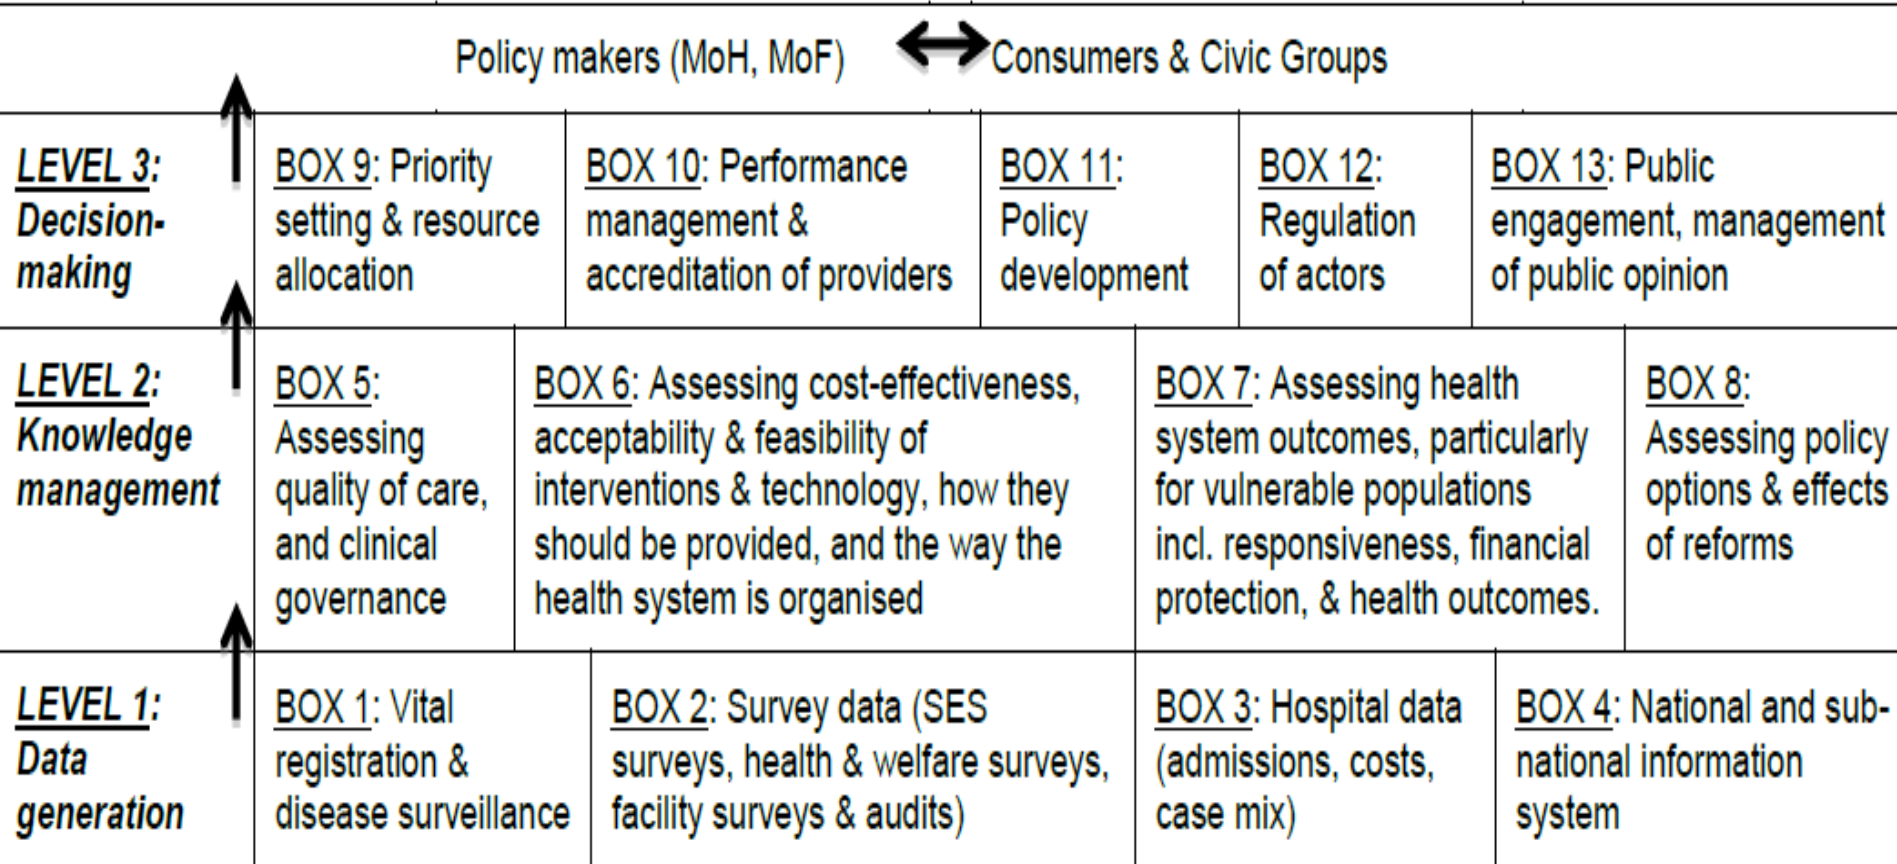 Policy makers (MoH, MoF)
Consumers & Civic Groups
LEVEL 3:
Decision-
making
BOX 9: Priority
setting & resource
allocation
BOX 10: Performance
management &
accreditation of providers
BOX 11:
Policy
development
BOX 12:
Regulation
of actors
BOX 13: Public
engagement, management
of public opinion
LEVEL 2:
Knowledge
management
BOX 5:
Assessing
quality of care,
and clinical
governance
BOX 6: Assessing cost-effectiveness,
acceptability & feasibility of
interventions & technology, how they
should be provided, and the way the
health system is organised
BOX 7: Assessing health
system outcomes, particularly
for vulnerable populations
incl. responsiveness, financial
protection, & health outcomes.
BOX 8:
Assessing policy
options & effects
of reforms
LEVEL 1:
Data
generation
BOX 1: Vital
registration &
disease surveillance
BOX 2: Survey data (SES
surveys, health & welfare surveys,
facility surveys & audits)
BOX 3: Hospital data
(admissions, costs,
case mix)
BOX 4: National and sub-
national information
system